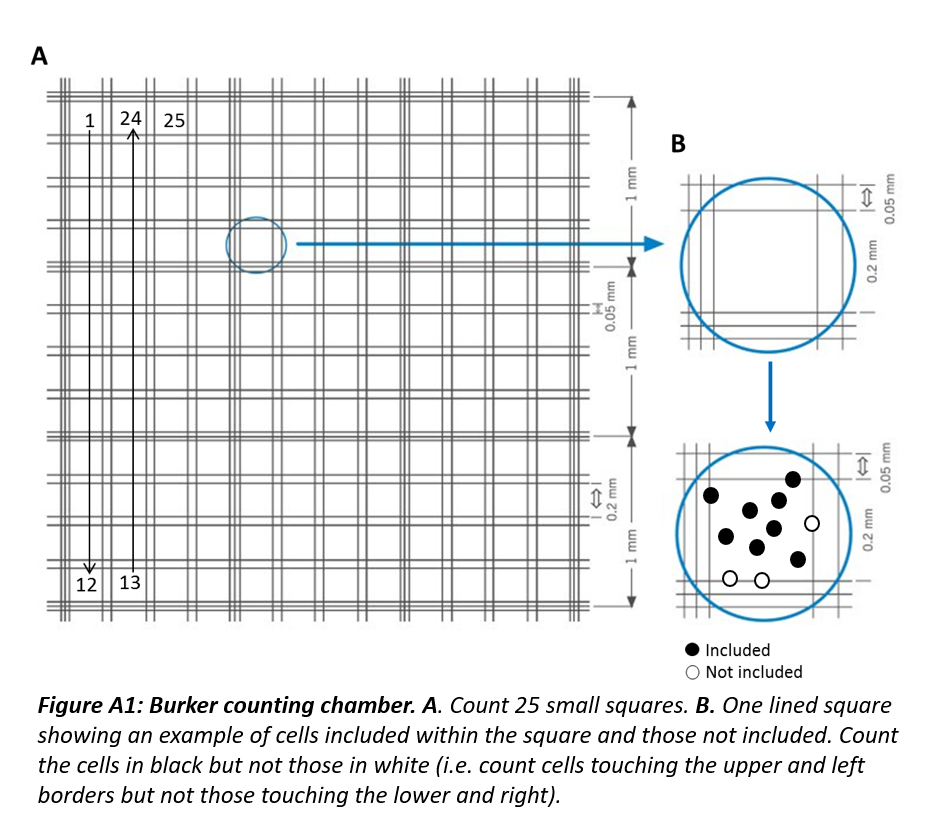 A
1
24
25
12
13
1 mm
0.05 mm
1 mm
0.2 mm
1 mm
B
0.05 mm
0.2 mm
0.05 mm
0.2 mm
Included
Not included
Figure A1: Burker counting chamber. A. Count 25 small squares. B. One lined square
showing an example of cells included within the square and those not included. Count
the cells in black but not those in white (i.e. count cells touching the upper and left
borders but not those touching the lower and right).